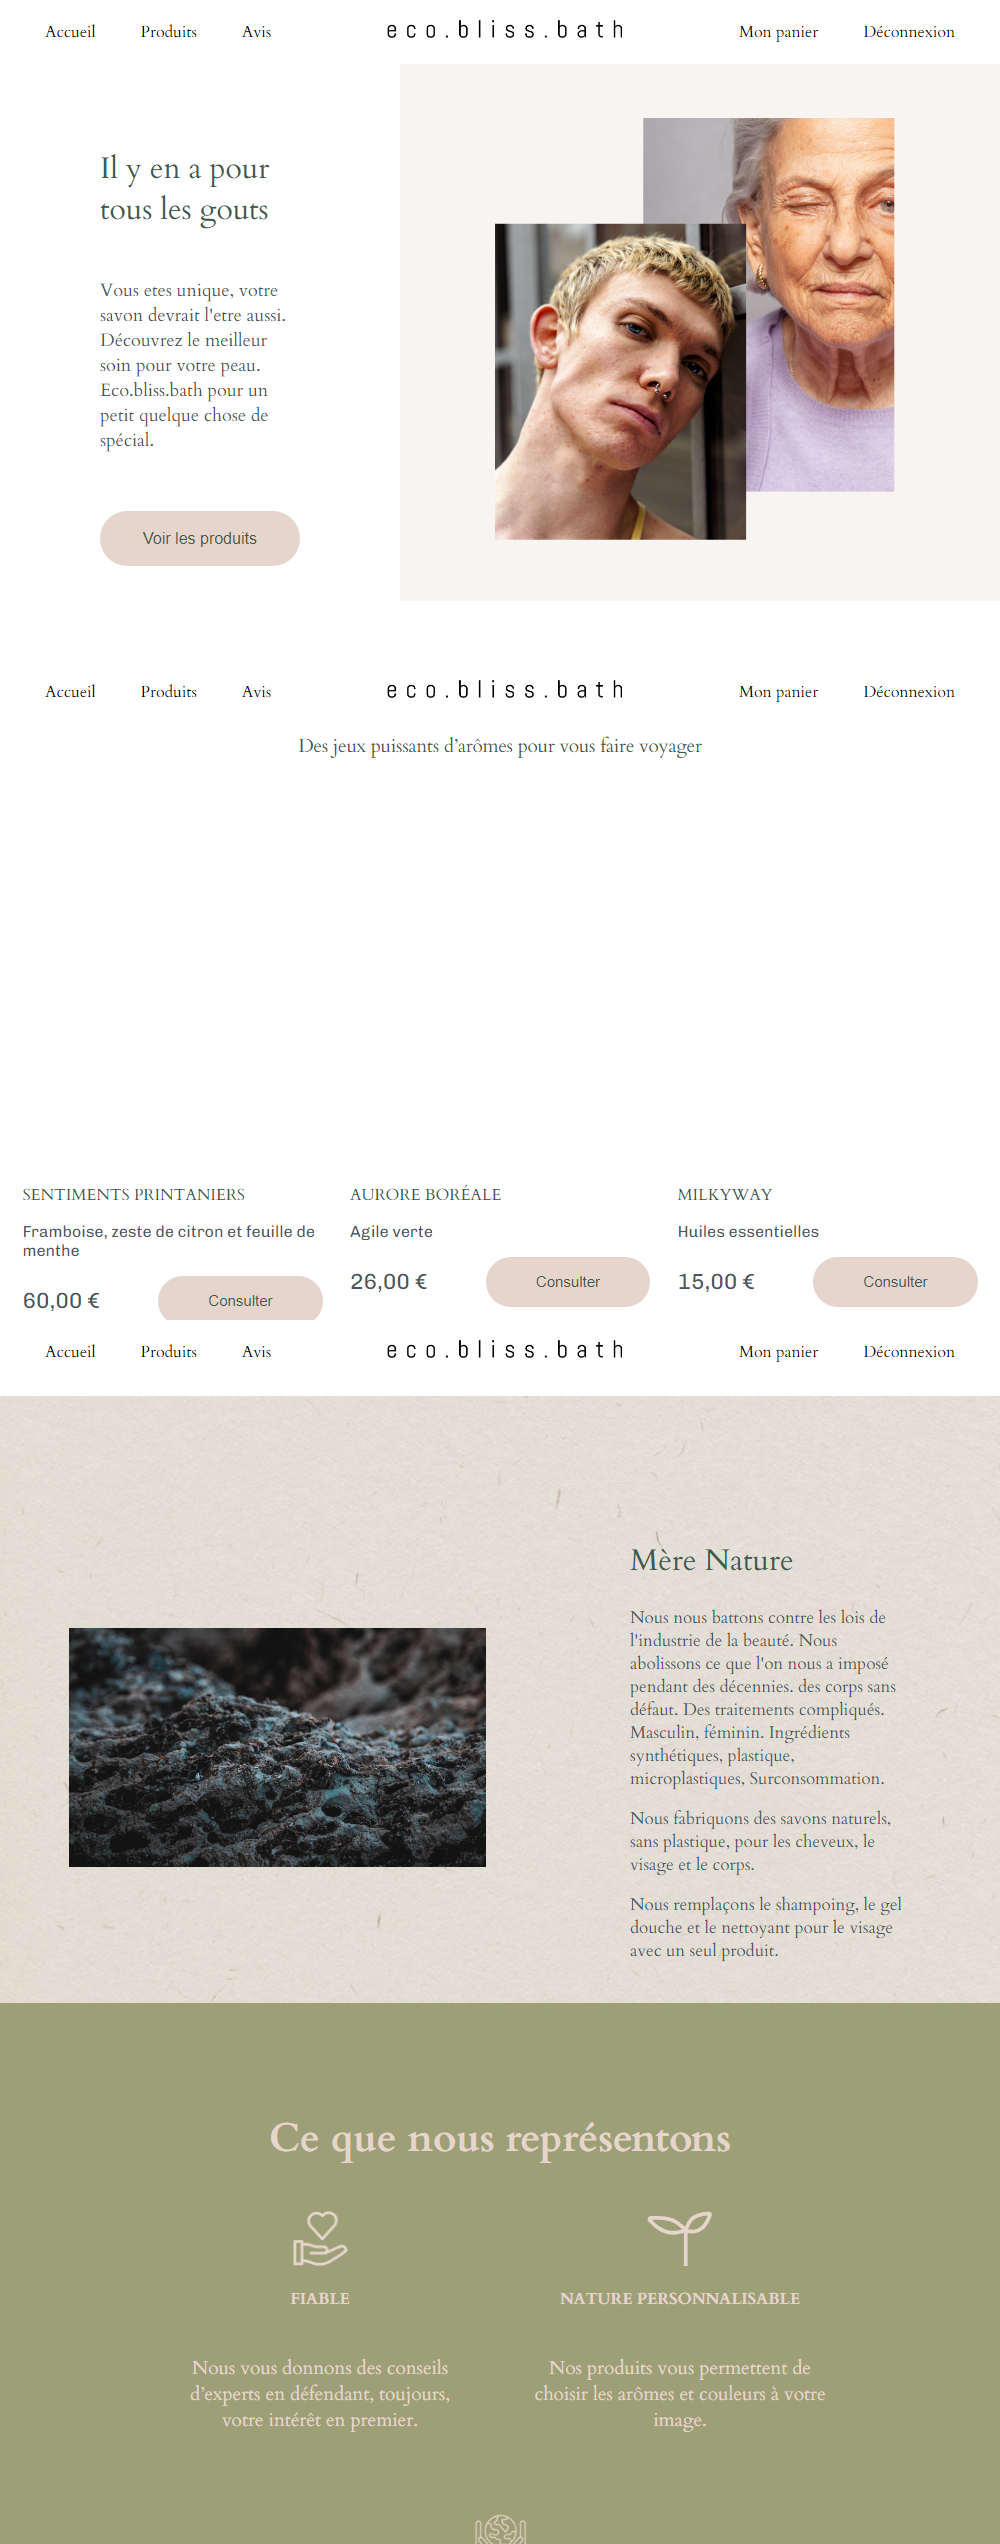 Accueil Produits Avis eco.bliss.bath Mon panier Déconnexion
Il y en a pour
tous les gouts
Vous etes unique, votre
savon devrait l'etre aussi.
Découvrez le meilleur
soin pour votre peau.
Eco.bliss.bath pour un
petit quelque chose de
spécial.
Voir les produits
Accueil Produits Avis eco.bliss.bath Mon panier Déconnexion
Des jeux puissants d’arômes pour vous faire voyager
SENTIMENTS PRINTANIERS
Framboise, zeste de citron et feuille de
menthe
60,00 € Consulter
AURORE BORÉALE
Agile verte
26,00 € Consulter
MILKYWAY
Huiles essentielles
15,00 € Consulter
Accueil Produits Avis eco.bliss.bath Mon panier Déconnexion
Mère Nature
Nous nous battons contre les lois de
l'industrie de la beauté. Nous
abolissons ce que l'on nous a imposé
pendant des décennies. des corps sans
défaut. Des traitements compliqués.
Masculin, féminin. Ingrédients
synthétiques, plastique,
microplastiques, Surconsommation.
Nous fabriquons des savons naturels,
sans plastique, pour les cheveux, le
visage et le corps.
Nous remplaçons le shampoing, le gel
douche et le nettoyant pour le visage
avec un seul produit.
Ce que nous représentons
FIABLE
Nous vous donnons des conseils
d’experts en défendant, toujours,
votre intérêt en premier.
NATURE PERSONNALISABLE
Nos produits vous permettent de
choisir les arômes et couleurs à votre
image.